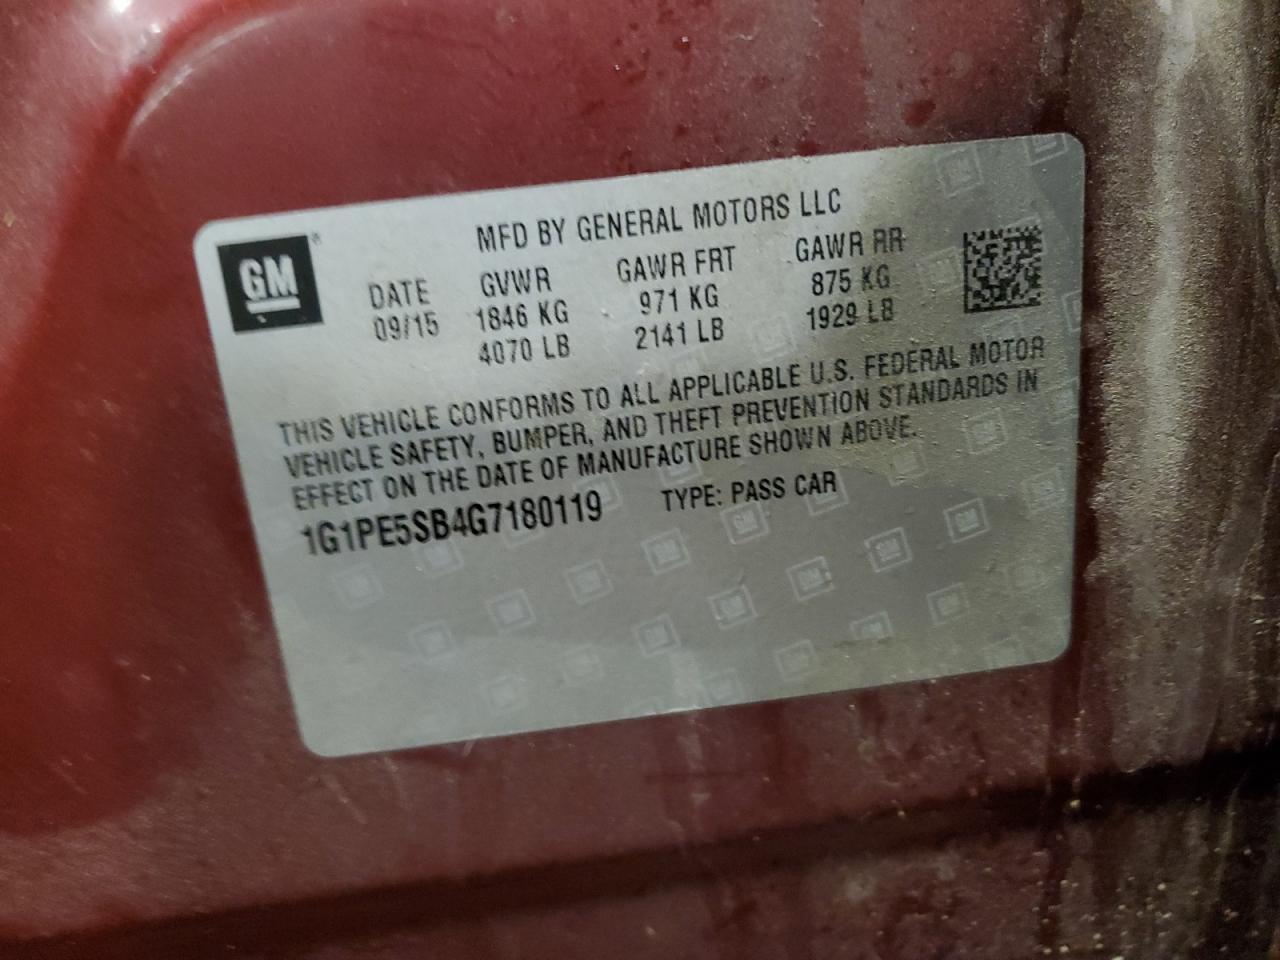 GM
MFD BY GENERAL MOTORS LLC
DATE GVWR GAWR FRT GAWR RR
09/15 1846 KG 971 KG 875 KG
4070 LB 2141 LB 1929 LB
THIS VEHICLE CONFORMS TO ALL APPLICABLE U.S. FEDERAL MOTOR
VEHICLE SAFETY, BUMPER, AND THEFT PREVENTION STANDARDS IN
EFFECT ON THE DATE OF MANUFACTURE SHOWN ABOVE.
1G1PE5SB4G7180119 TYPE: PASS CAR